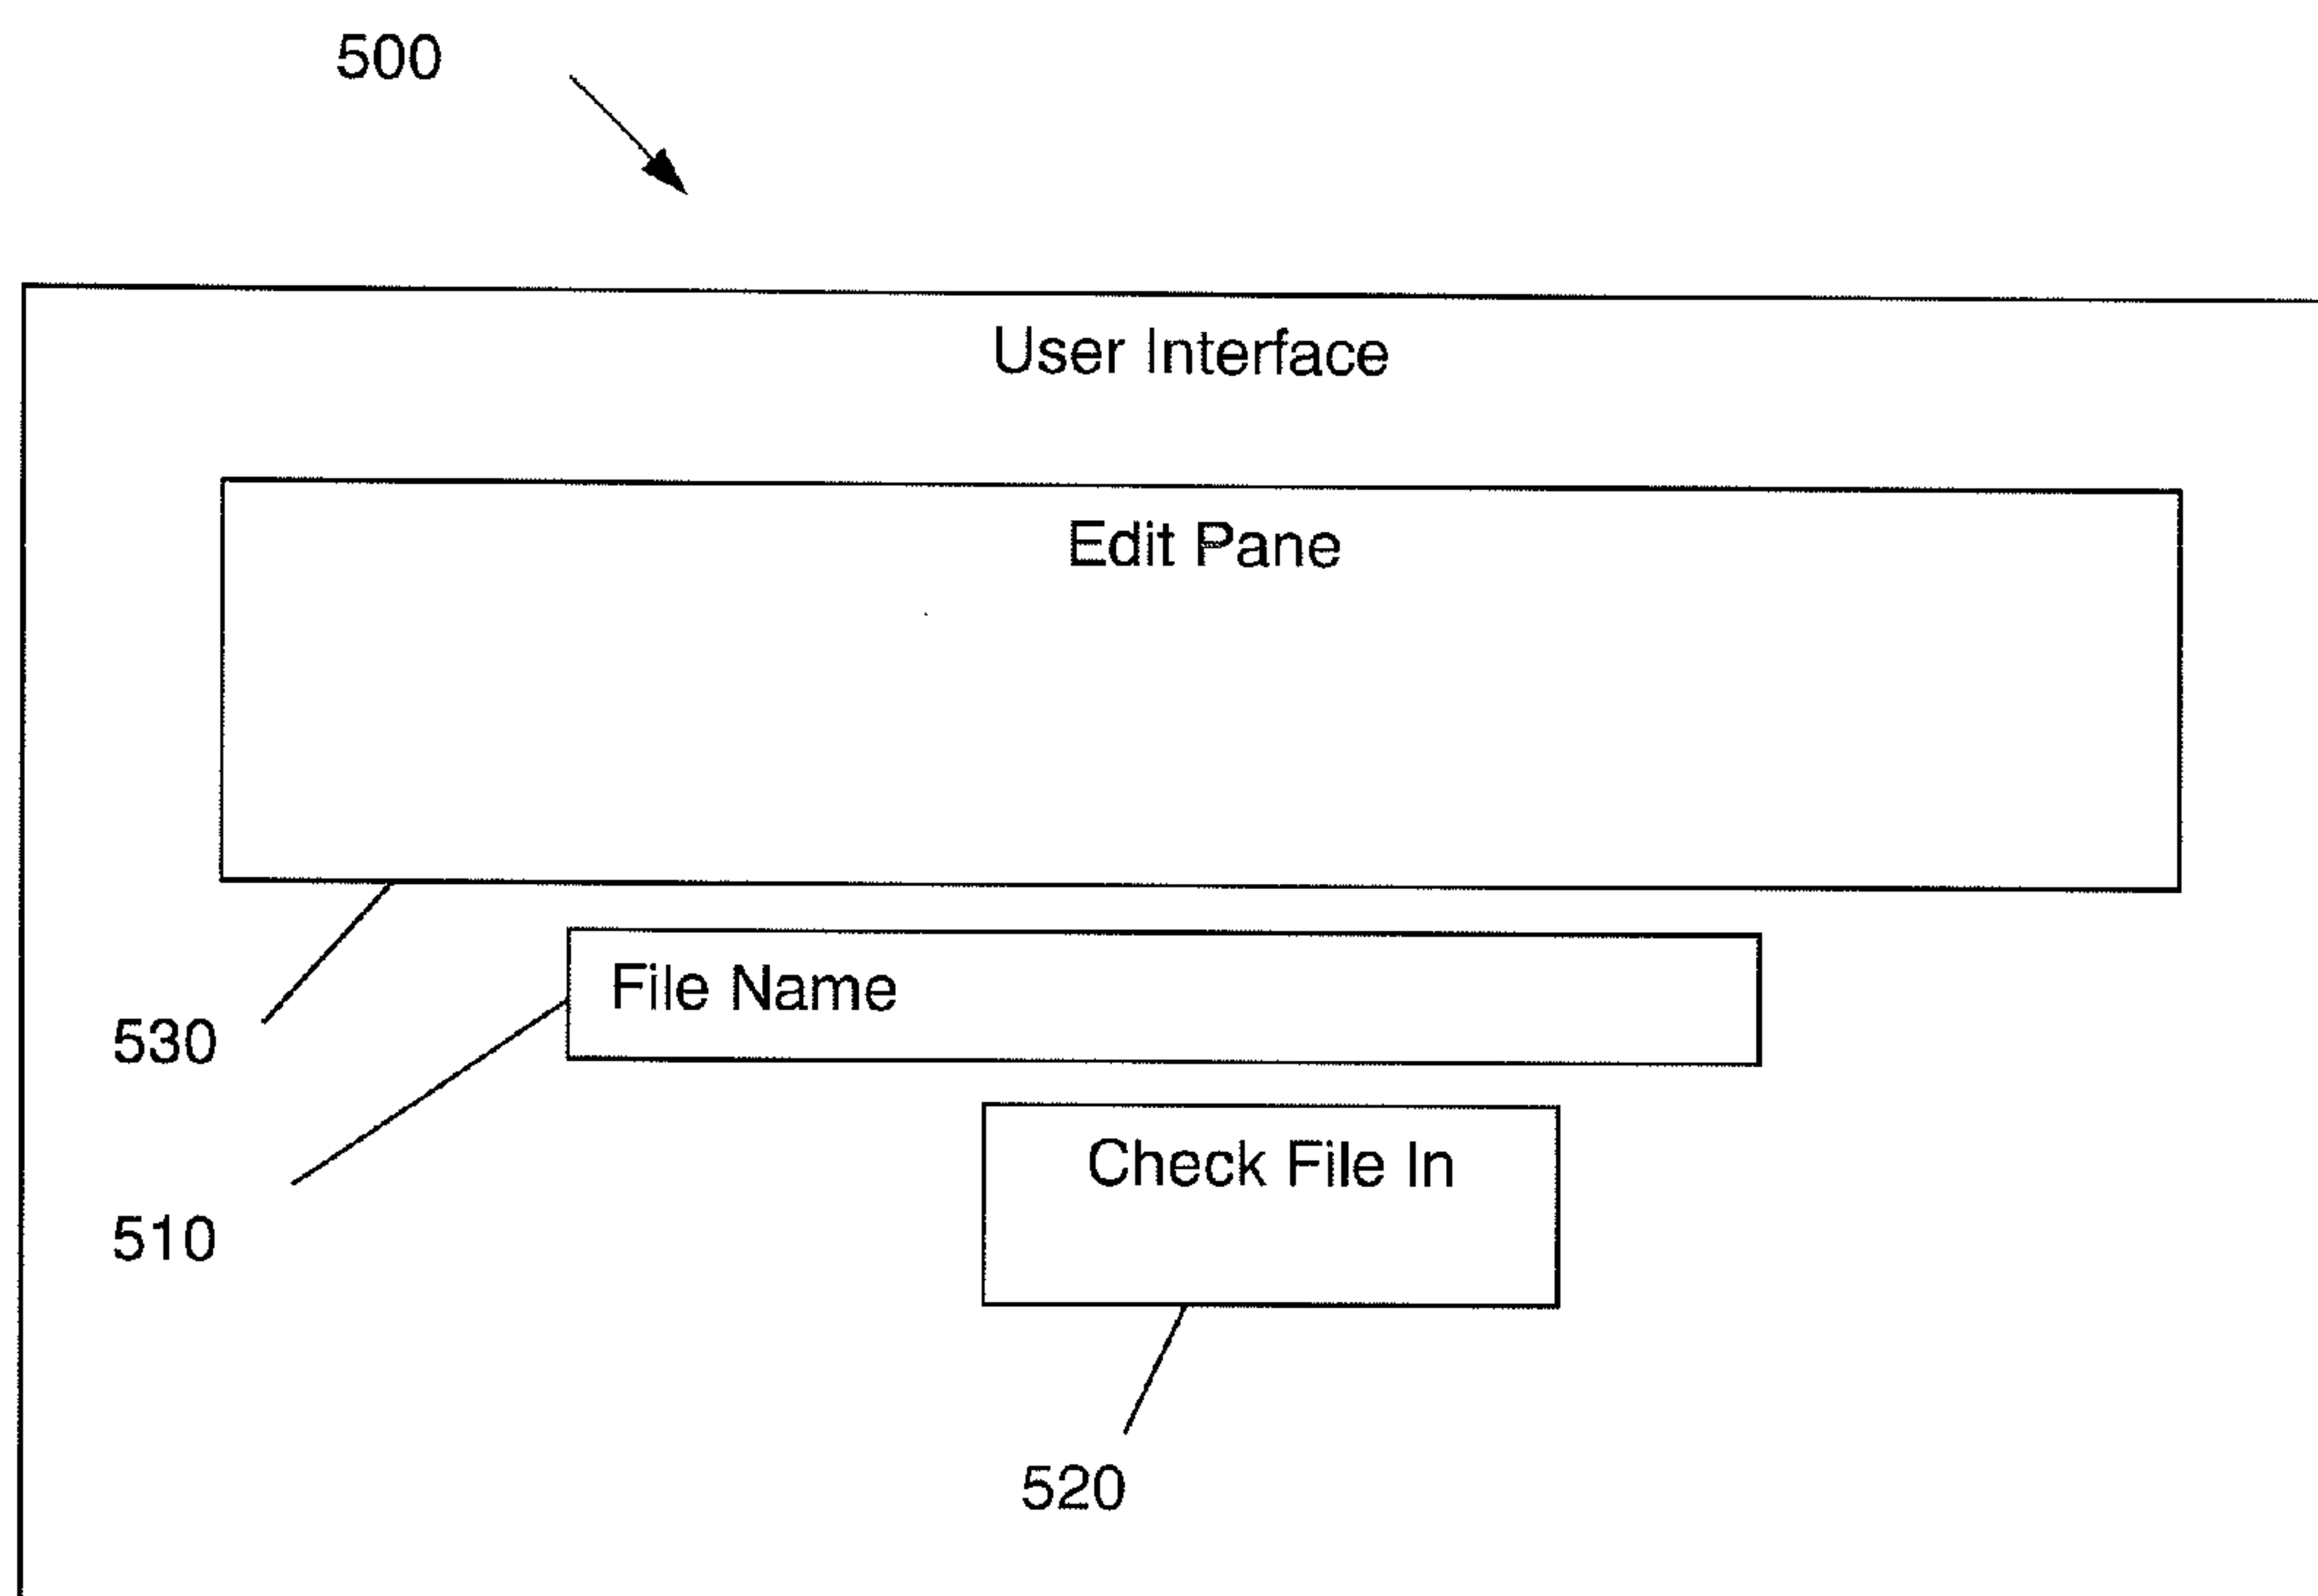 500
User Interface
Edit Pane
File Name
530
Check File In
510
520